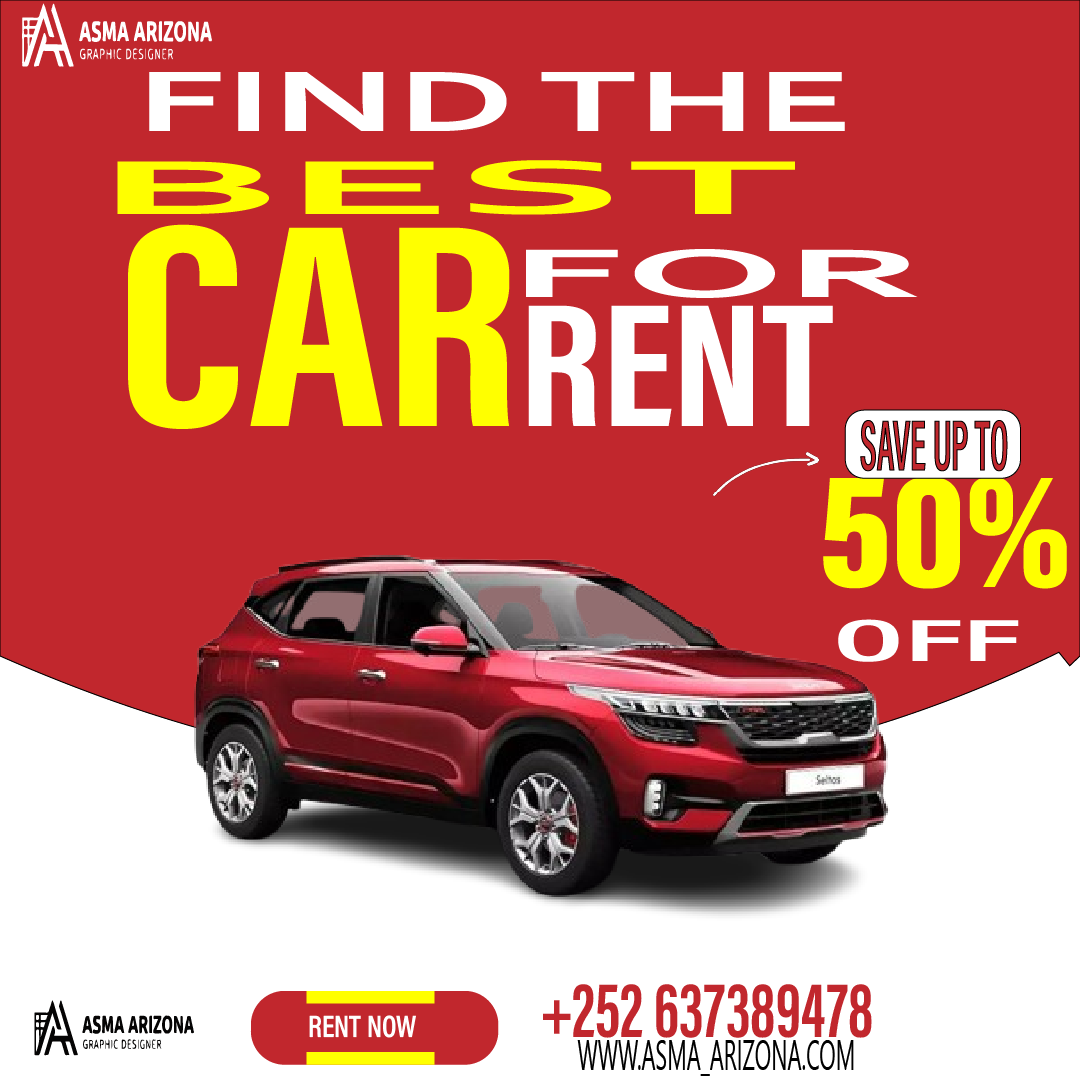 ASMA ARIZONA
GRAPHIC DESIGNER
FIND THE
BEST
CAR FOR
RENT
SAVE UP TO
50%
OFF
Seltos
ASMA ARIZONA
GRAPHIC DESIGNER
RENT NOW
+252 637389478
WWW.ASMA_ARIZONA.COM